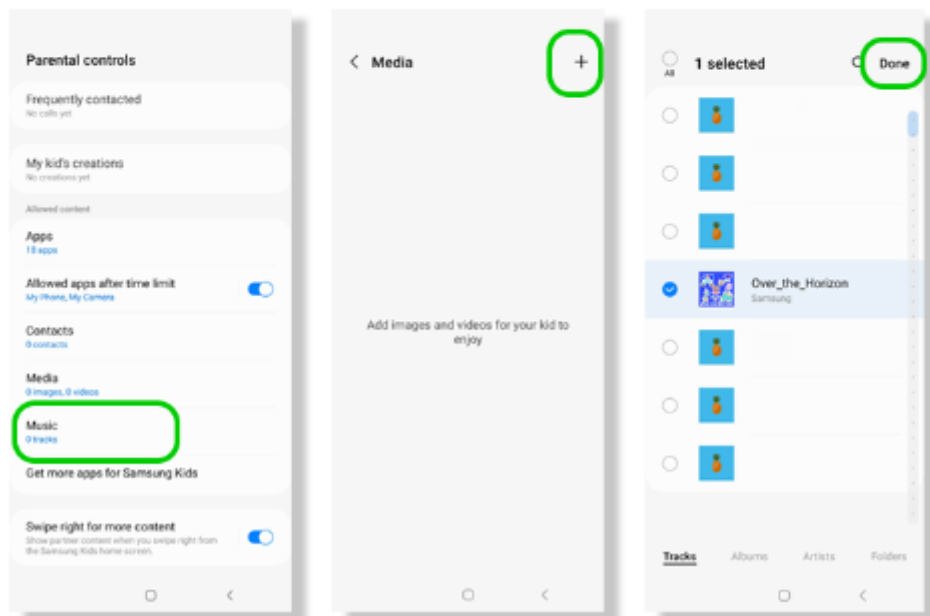 Parental controls
Frequently contacted
No calls yet
My kid's creations
No creations yet
Allowed content
Apps
18 apps
Allowed apps after time limit
My Phone, My Camera
Contacts
0 contacts
Media
0 images, 0 videos
Music
0 tracks
Get more apps for Samsung Kids
Swipe right for more content
Show partner content when you swipe right from
the Samsung Kids home screen.
Media
Add images and videos for your kid to
enjoy
All
1 selected
Done
Over_the_Horizon
Samsung
Tracks Albums Artists Folders